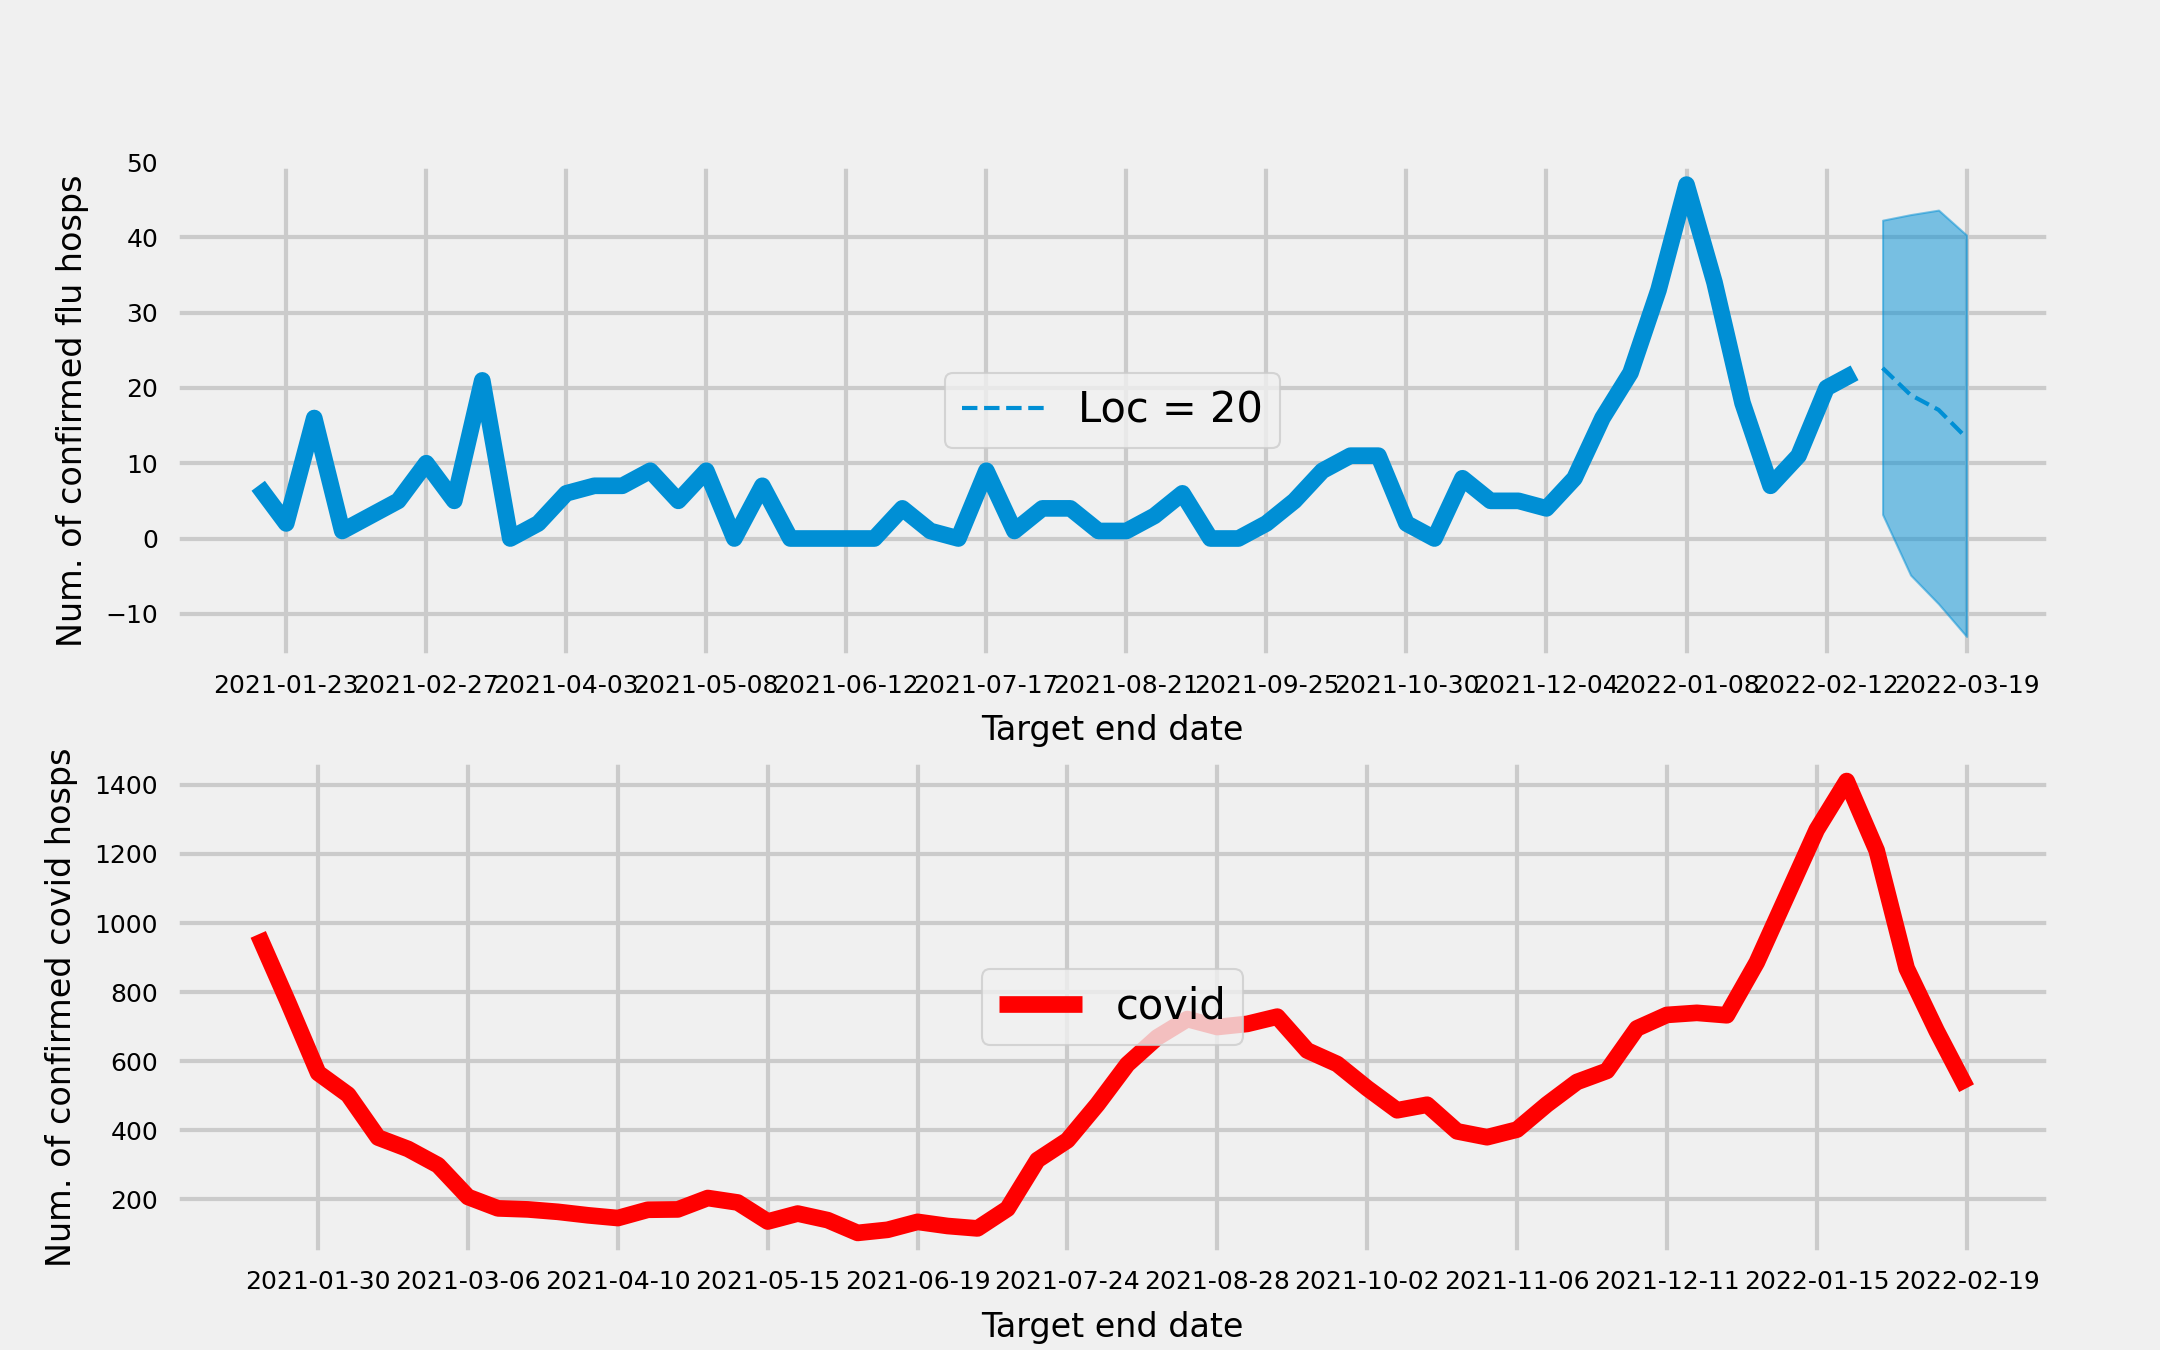 50
40
30
20
10
0
−10
Num. of confirmed flu hosps
Loc = 20
2021-01-23 2021-02-27 2021-04-03 2021-05-08 2021-06-12 2021-07-17 2021-08-21 2021-09-25 2021-10-30 2021-12-04 2022-01-08 2022-02-12 2022-03-19
Target end date
1400
1200
1000
800
600
400
200
Num. of confirmed covid hosps
covid
2021-01-30 2021-03-06 2021-04-10 2021-05-15 2021-06-19 2021-07-24 2021-08-28 2021-10-02 2021-11-06 2021-12-11 2022-01-15 2022-02-19
Target end date